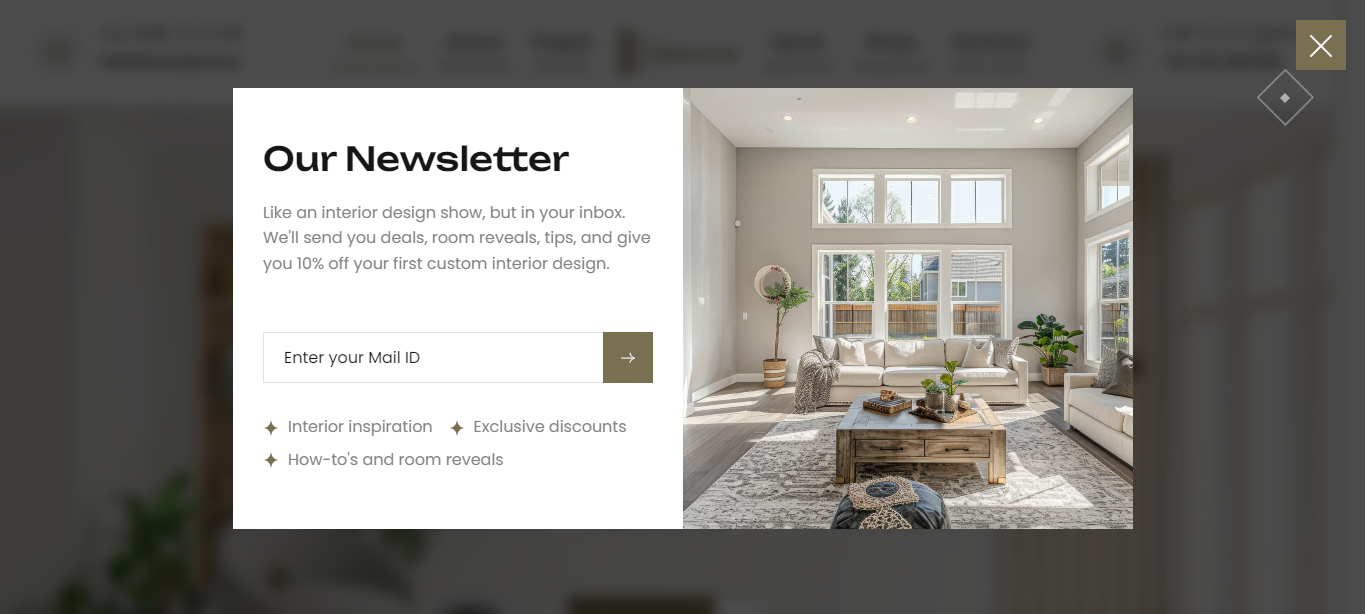 Our Newsletter
Like an interior design show, but in your inbox.
We'll send you deals, room reveals, tips, and give
you 10% off your first custom interior design.
Enter your Mail ID
Interior inspiration
Exclusive discounts
How-to's and room reveals